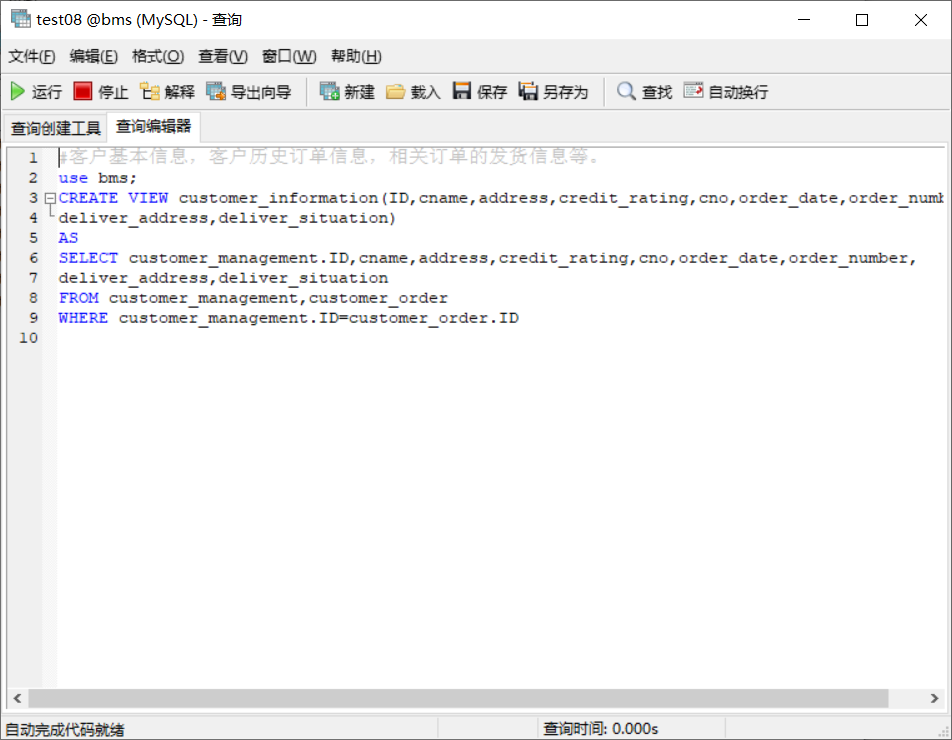 test08 @bms (MySQL) - 查询
文件(F) 编辑(E) 格式(O) 查看(V) 窗口(W) 帮助(H)
运行 停止 解释 导出向导 新建 载入 保存 另存为 查找 自动换行
查询创建工具 查询编辑器
1 #客户基本信息，客户历史订单信息，相关订单的发货信息等。
2 use bms;
3 CREATE VIEW customer_information(ID,cname,address,credit_rating,cno,order_date,order_numb
4 deliver_address,deliver_situation)
5 AS
6 SELECT customer_management.ID,cname,address,credit_rating,cno,order_date,order_number,
7 deliver_address,deliver_situation
8 FROM customer_management,customer_order
9 WHERE customer_management.ID=customer_order.ID
10
自动完成代码就绪 查询时间: 0.000s